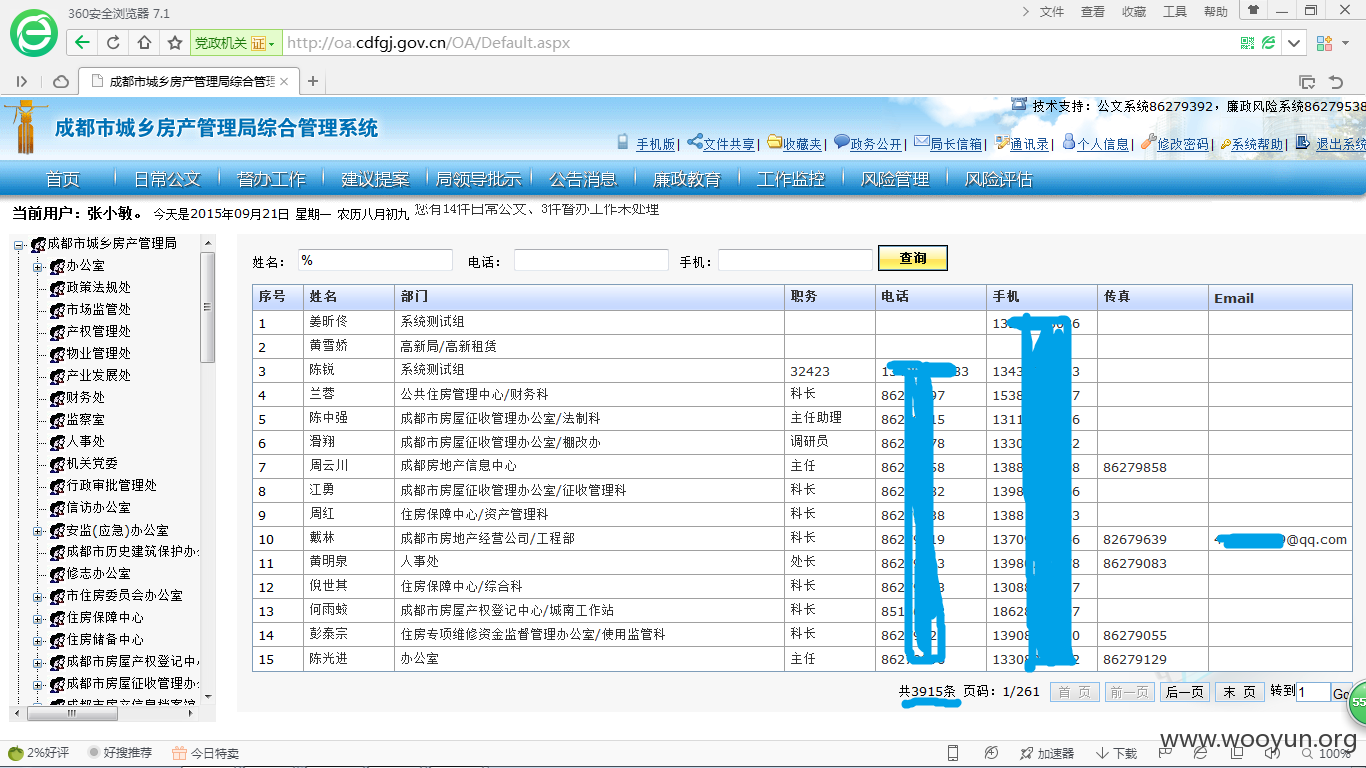 360安全浏览器 7.1
文件 查看 收藏 工具 帮助
党政机关 证 http://oa.cdfgj.gov.cn/OA/Default.aspx
成都市城乡房产管理局综合管理
成都市城乡房产管理局综合管理系统
技术支持：公文系统86279392，廉政风险系统8627953
手机版| 文件共享| 收藏夹| 政务公开| 局长信箱| 通讯录| 个人信息| 修改密码| 系统帮助| 退出系统
首页 日常公文 督办工作 建议提案 局领导批示 公告消息 廉政教育 工作监控 风险管理 风险评估
当前用户：张小敏。 今天是2015年09月21日 星期一 农历八月初九 您有14件日常公文、3件督办工作未处理
成都市城乡房产管理局
办公室
政策法规处
市场监管处
产权管理处
物业管理处
产业发展处
财务处
监察室
人事处
机关党委
行政审批管理处
信访办公室
安监(应急)办公室
成都市历史建筑保护办
修志办公室
市住房委员会办公室
住房保障中心
住房储备中心
成都市房屋产权登记中
成都市房屋征收管理办
姓名： % 电话： 手机： 查询
序号 姓名 部门 职务 电话 手机 传真 Email
1 姜昕佟 系统测试组 13 6
2 黄雪娇 高新局/高新租赁
3 陈锐 系统测试组 32423 1 33 1343 3
4 兰蓉 公共住房管理中心/财务科 科长 862 97 1538 7
5 陈中强 成都市房屋征收管理办公室/法制科 主任助理 862 15 1311 6
6 滑翔 成都市房屋征收管理办公室/棚改办 调研员 862 78 1330 2
7 周云川 成都房地产信息中心 主任 862 58 1388 8 86279858
8 江勇 成都市房屋征收管理办公室/征收管理科 科长 862 32 1398 6
9 周红 住房保障中心/资产管理科 科长 862 38 1388 3
10 戴林 成都市房地产经营公司/工程部 科长 862 19 1370 6 82679639 @qq.com
11 黄明泉 人事处 处长 862 3 1398 8 86279083
12 倪世其 住房保障中心/综合科 科长 862 3 1308 7
13 何雨蛟 成都市房屋产权登记中心/城南工作站 科长 851 1862 7
14 彭泰宗 住房专项维修资金监督管理办公室/使用监管科 科长 862 2 1390 0 86279055
15 陈光进 办公室 主任 862 1330 2 86279129
共3915条 页码：1/261 首 页 前一页 后一页 末 页 转到 1 Go
55
www.wooyun.org
2%好评 好搜推荐 今日特卖 加速器 下载 100%